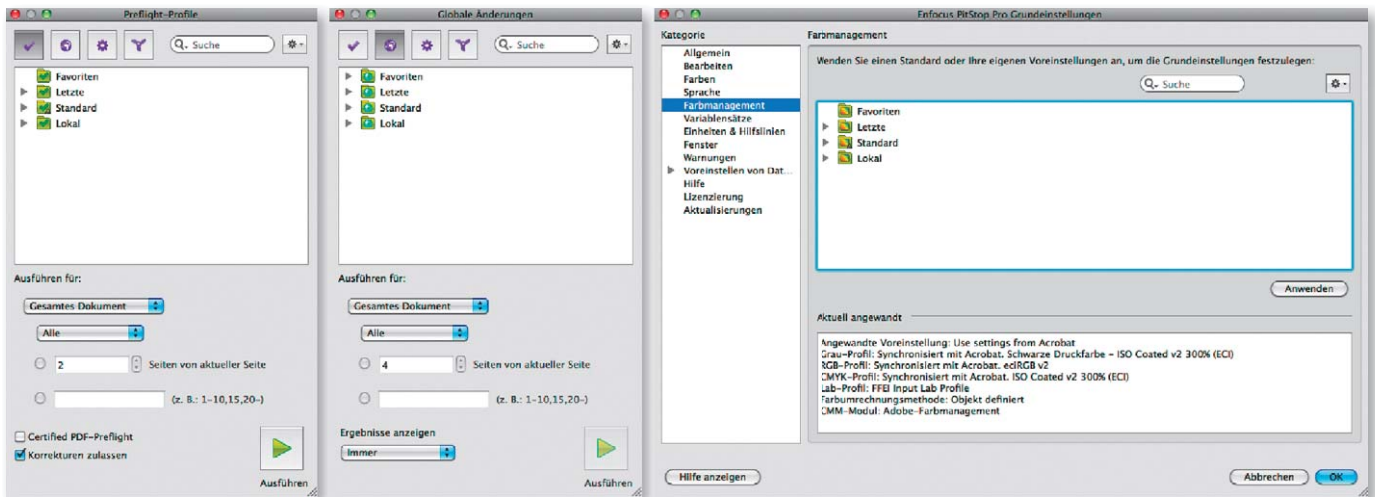 Preflight-Profile
Suche
Favoriten
Letzte
Standard
Lokal
Ausführen für:
Gesamtes Dokument
Alle
2 Seiten von aktueller Seite
(z. B.: 1-10,15,20-)
Certified PDF-Preflight
Korrekturen zulassen
Ausführen
Globale Änderungen
Suche
Favoriten
Letzte
Standard
Lokal
Ausführen für:
Gesamtes Dokument
Alle
4 Seiten von aktueller Seite
(z. B.: 1-10,15,20-)
Ergebnisse anzeigen
Immer
Ausführen
Enfocus PitStop Pro Grundeinstellungen
Kategorie
Allgemein
Bearbeiten
Farben
Sprache
Farbmanagement
Variablensätze
Einheiten & Hilfslinien
Fenster
Warnungen
Voreinstellen von Dat...
Hilfe
Lizenzierung
Aktualisierungen
Farbmanagement
Wenden Sie einen Standard oder Ihre eigenen Voreinstellungen an, um die Grundeinstellungen festzulegen:
Suche
Favoriten
Letzte
Standard
Lokal
Anwenden
Aktuell angewandt
Angewandte Voreinstellung: Use settings from Acrobat
Grau-Profil: Synchronisiert mit Acrobat. Schwarze Druckfarbe - ISO Coated v2 300% (ECI)
RGB-Profil: Synchronisiert mit Acrobat. eciRGB v2
CMYK-Profil: Synchronisiert mit Acrobat. ISO Coated v2 300% (ECI)
Lab-Profil: FFEI Input Lab Profile
Farbumrechnungsmethode: Objekt definiert
CMM-Modul: Adobe-Farbmanagement
Hilfe anzeigen
Abbrechen
OK